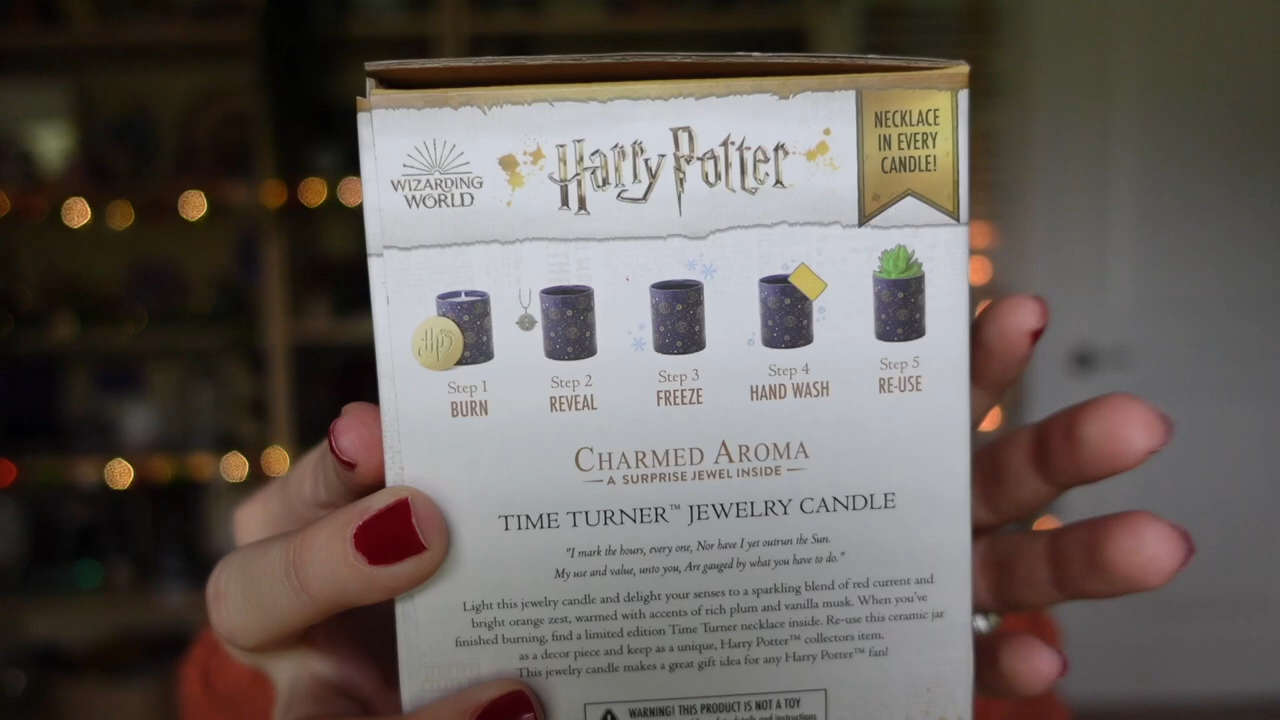 WIZARDING
WORLD
Harry Potter
NECKLACE
IN EVERY
CANDLE!
HP
Step 1
BURN
Step 2
REVEAL
Step 3
FREEZE
Step 4
HAND WASH
Step 5
RE-USE
CHARMED AROMA
A SURPRISE JEWEL INSIDE
TIME TURNER™ JEWELRY CANDLE
"I mark the hours, every one, Nor have I yet outrun the Sun.
My use and value, unto you, Are gauged by what you have to do."
Light this jewelry candle and delight your senses to a sparkling blend of red currant and
bright orange zest, warmed with accents of rich plum and vanilla musk. When you've
finished burning, find a limited edition Time Turner necklace inside. Re-use this ceramic jar
as a decor piece and keep as a unique, Harry Potter™ collectors item.
This jewelry candle makes a great gift idea for any Harry Potter™ fan!
WARNING! THIS PRODUCT IS NOT A TOY